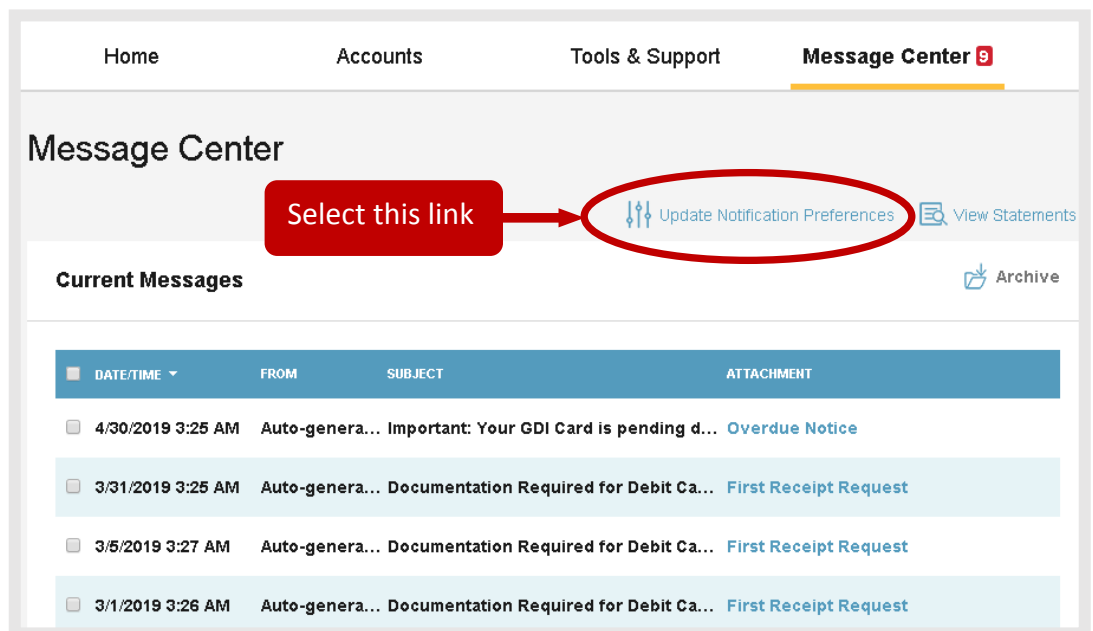 Home Accounts Tools & Support Message Center 9
Message Center
Select this link
Update Notification Preferences View Statements
Current Messages Archive
DATE/TIME FROM SUBJECT ATTACHMENT
4/30/2019 3:25 AM Auto-genera... Important: Your GDI Card is pending d... Overdue Notice
3/31/2019 3:25 AM Auto-genera... Documentation Required for Debit Ca... First Receipt Request
3/5/2019 3:27 AM Auto-genera... Documentation Required for Debit Ca... First Receipt Request
3/1/2019 3:26 AM Auto-genera... Documentation Required for Debit Ca... First Receipt Request